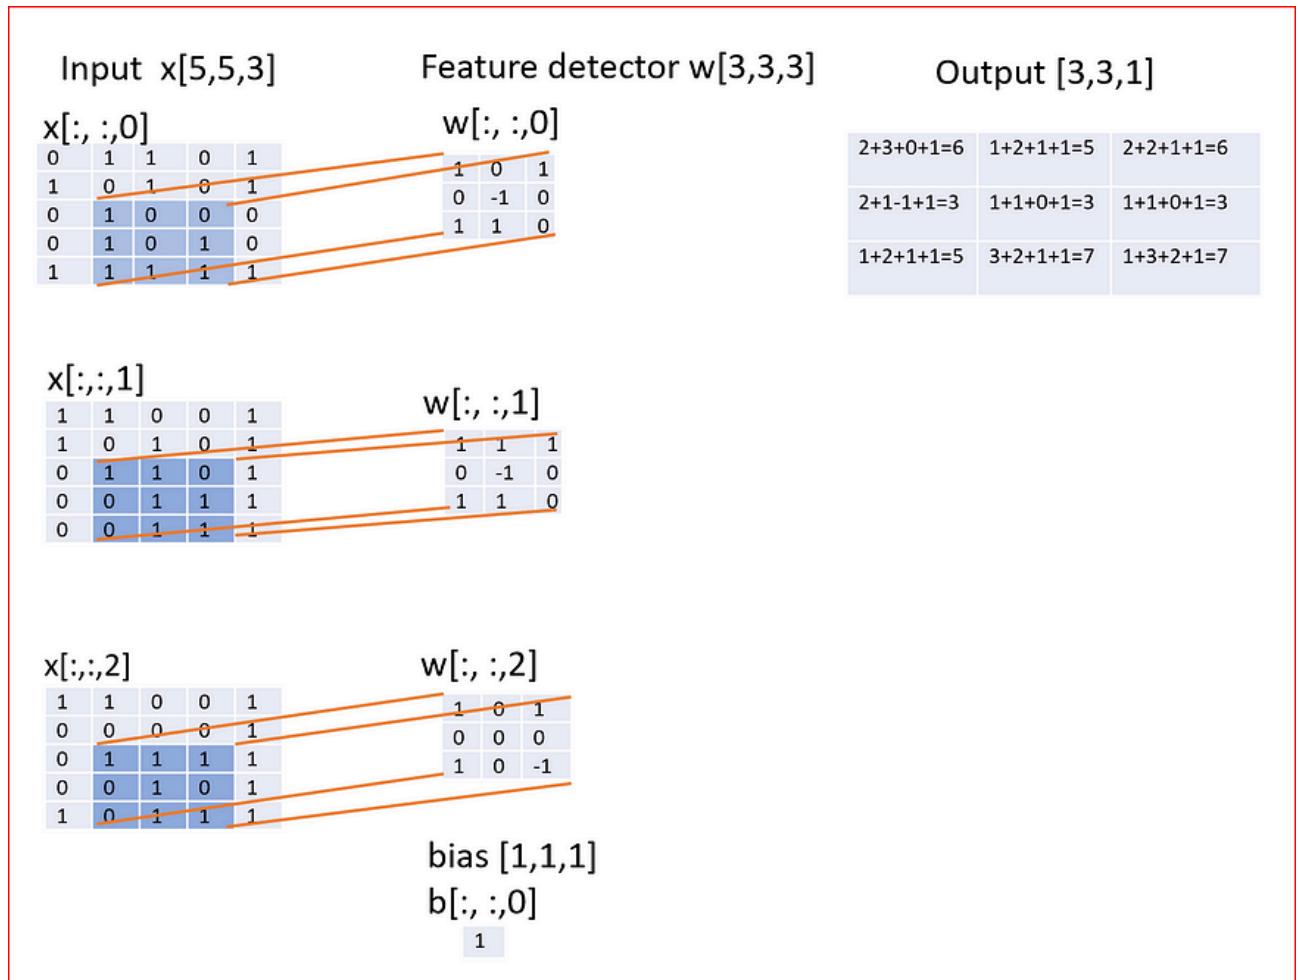 Input x[5,5,3]
Feature detector w[3,3,3]
Output [3,3,1]
x[:, :,0]
0 1 1 0 1
1 0 1 0 1
0 1 0 0 0
0 1 0 1 0
1 1 1 1 1
w[:, :,0]
1 0 1
0 -1 0
1 1 0
2+3+0+1=6 1+2+1+1=5 2+2+1+1=6
2+1-1+1=3 1+1+0+1=3 1+1+0+1=3
1+2+1+1=5 3+2+1+1=7 1+3+2+1=7
x[:,:,1]
1 1 0 0 1
1 0 1 0 1
0 1 1 0 1
0 0 1 1 1
0 0 1 1 1
w[:, :,1]
1 1 1
0 -1 0
1 1 0
x[:,:,2]
1 1 0 0 1
0 0 0 0 1
0 1 1 1 1
0 0 1 0 1
1 0 1 1 1
w[:, :,2]
1 0 1
0 0 0
1 0 -1
bias [1,1,1]
b[:, :,0]
1